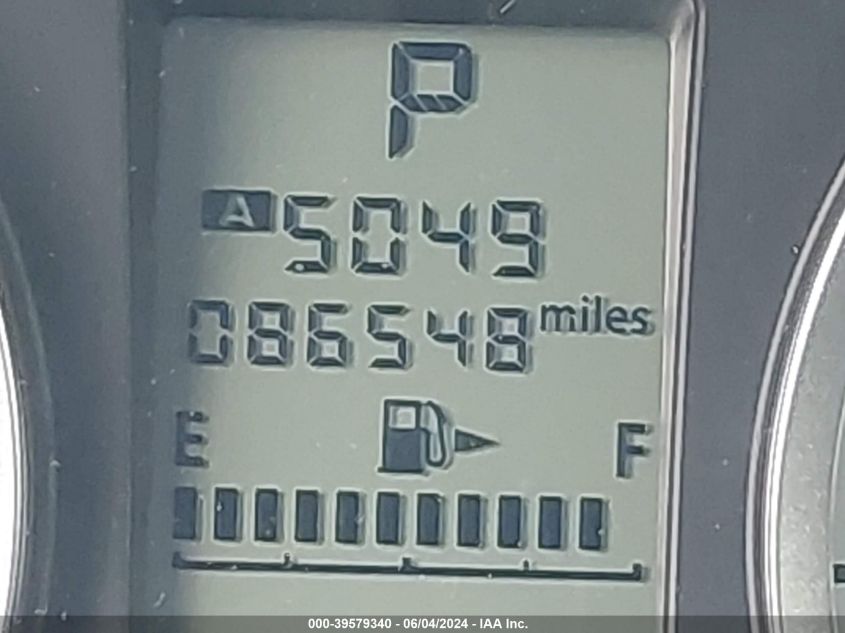 P
A 5049
086548 miles
E F
000-39579340 - 06/04/2024 - IAA Inc.